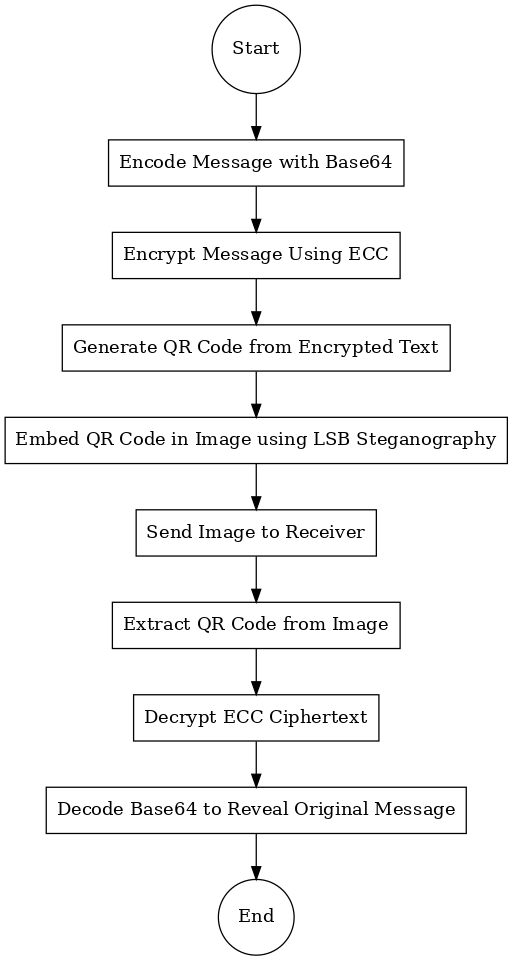 Start
Encode Message with Base64
Encrypt Message Using ECC
Generate QR Code from Encrypted Text
Embed QR Code in Image using LSB Steganography
Send Image to Receiver
Extract QR Code from Image
Decrypt ECC Ciphertext
Decode Base64 to Reveal Original Message
End